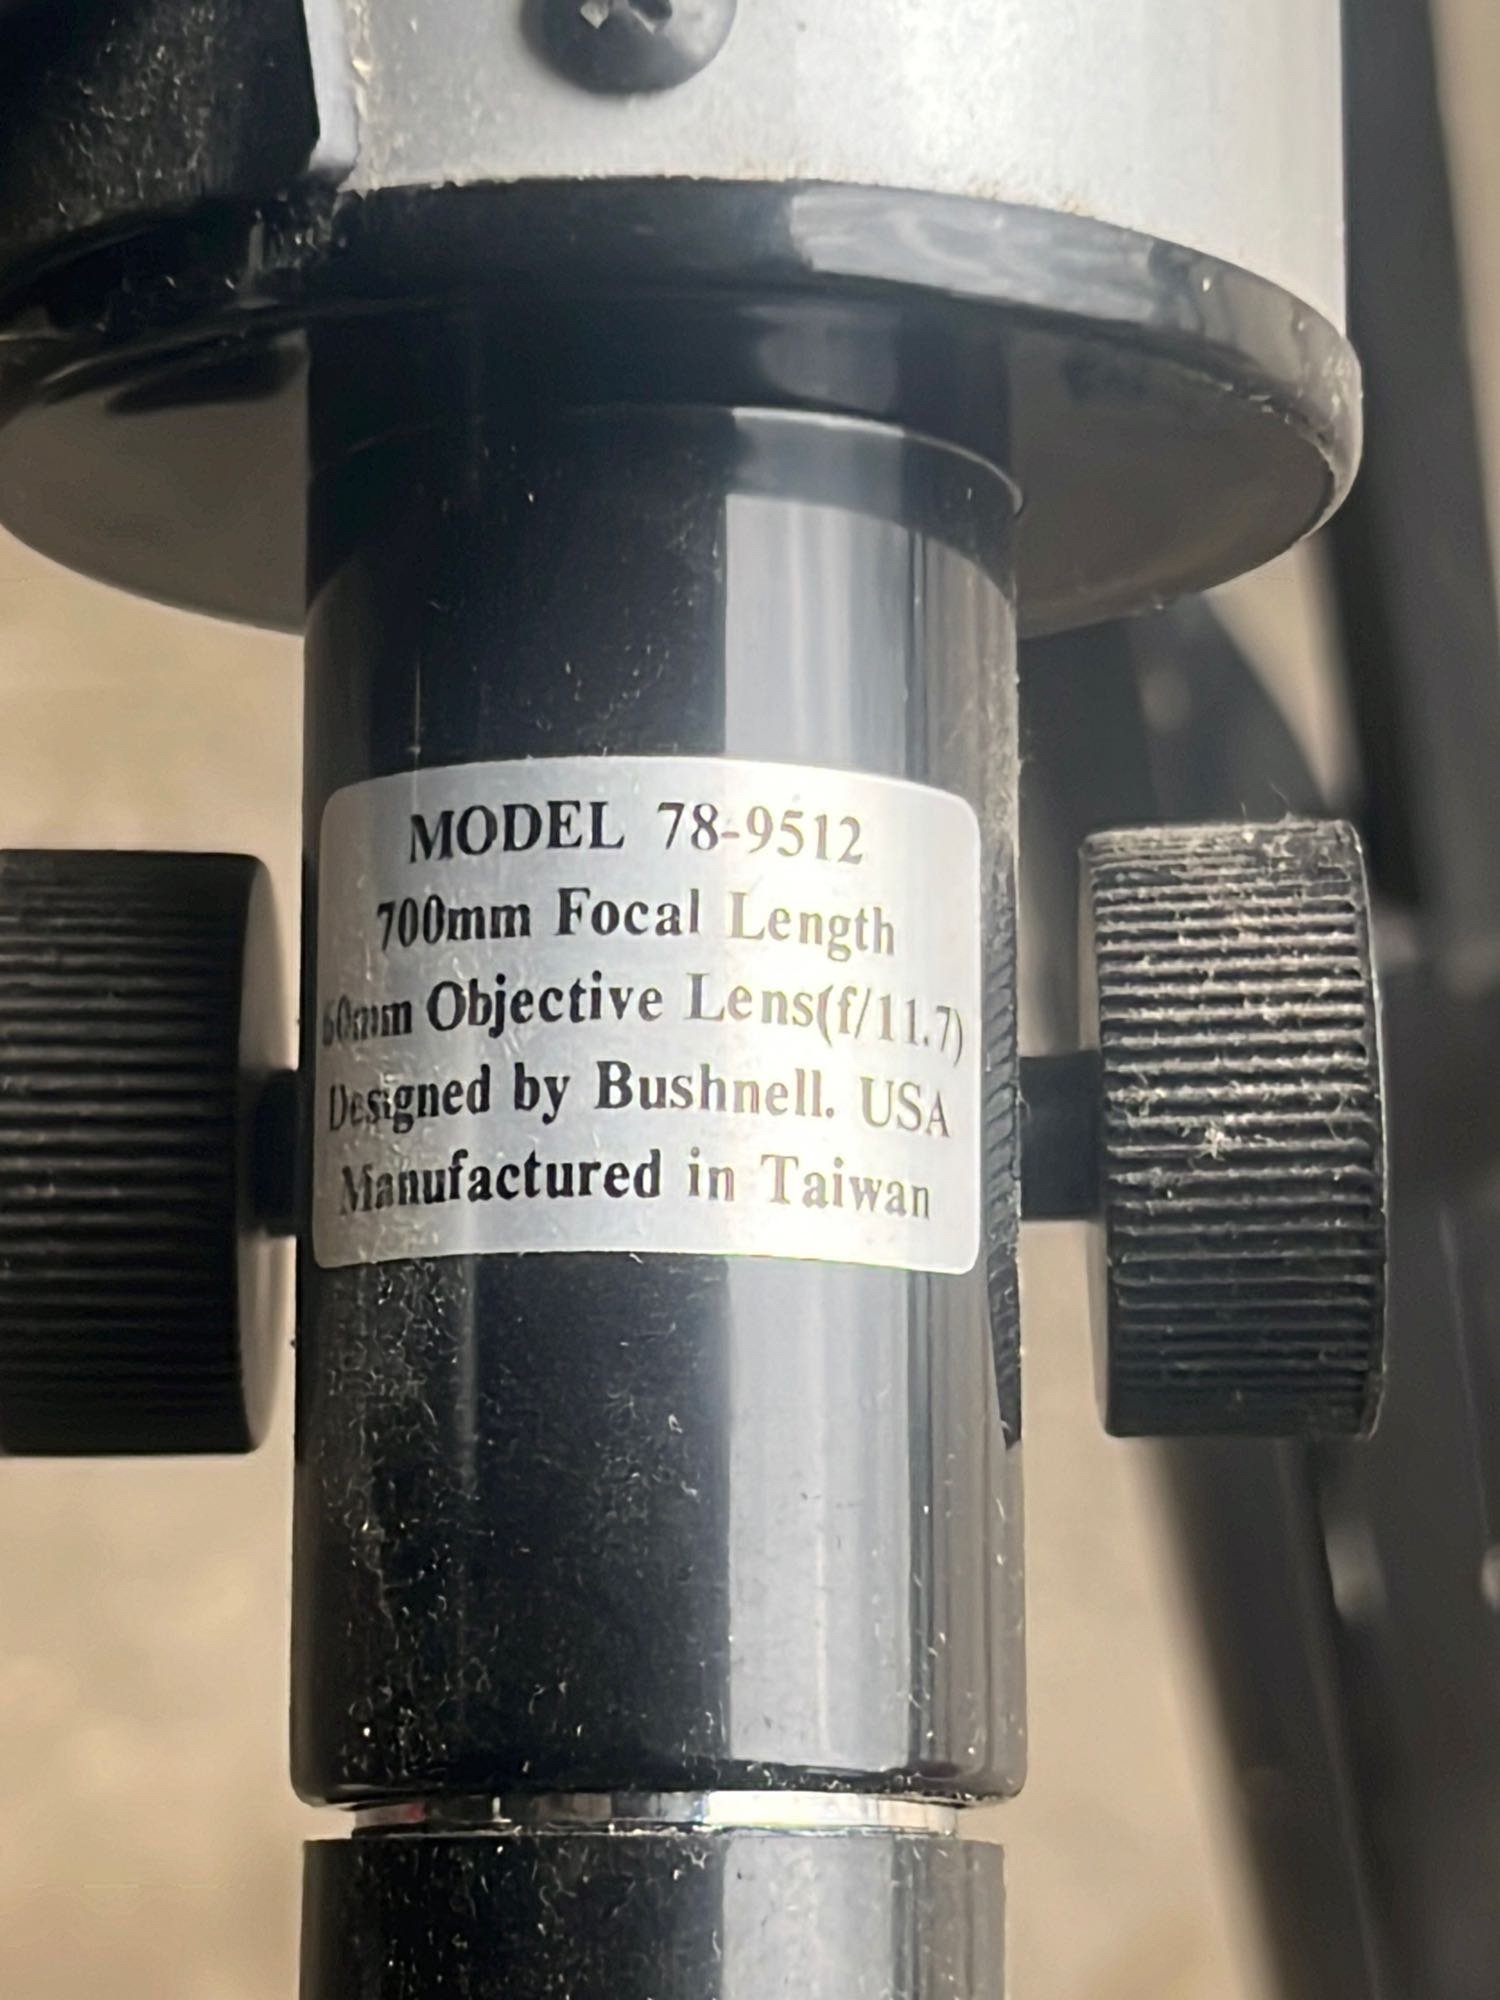 MODEL 78-9512
700mm Focal Length
60mm Objective Lens(f/11.7)
Designed by Bushnell. USA
Manufactured in Taiwan